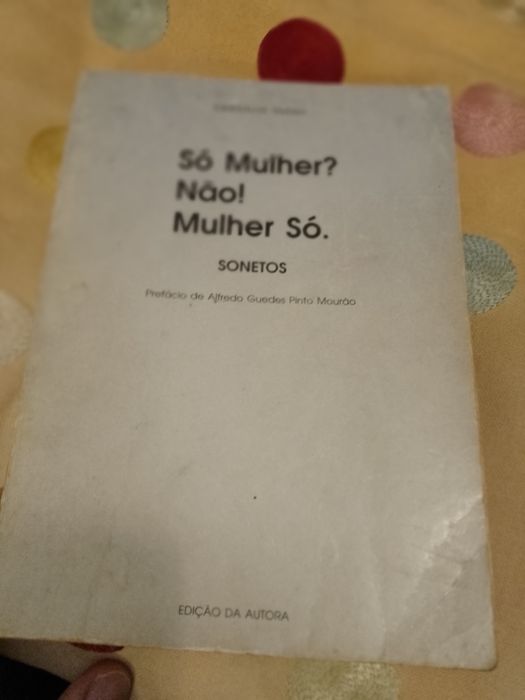 Só Mulher?
Não!
Mulher Só.
SONETOS
Prefácio de Alfredo Guedes Pinto Mourão
EDIÇÃO DA AUTORA